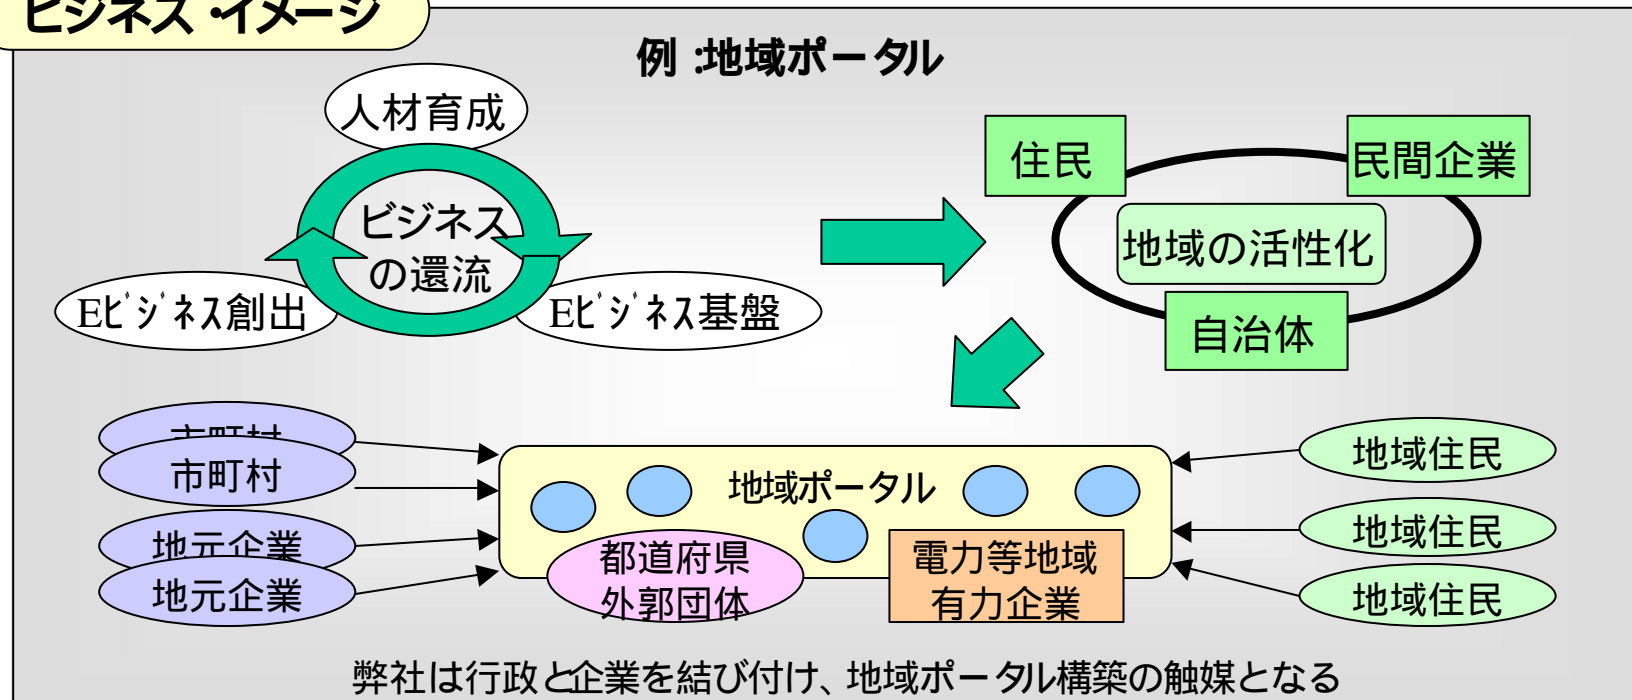 ビジネス・イメージ
例:地域ポータル
人材育成
ビジネス
の還流
Eﾋﾞｼﾞﾈｽ創出
Eﾋﾞｼﾞﾈｽ基盤
住民
民間企業
地域の活性化
自治体
市町村
市町村
地元企業
地元企業
地域ポータル
都道府県
外郭団体
電力等地域
有力企業
地域住民
地域住民
地域住民
弊社は行政と企業を結び付け、地域ポータル構築の触媒となる